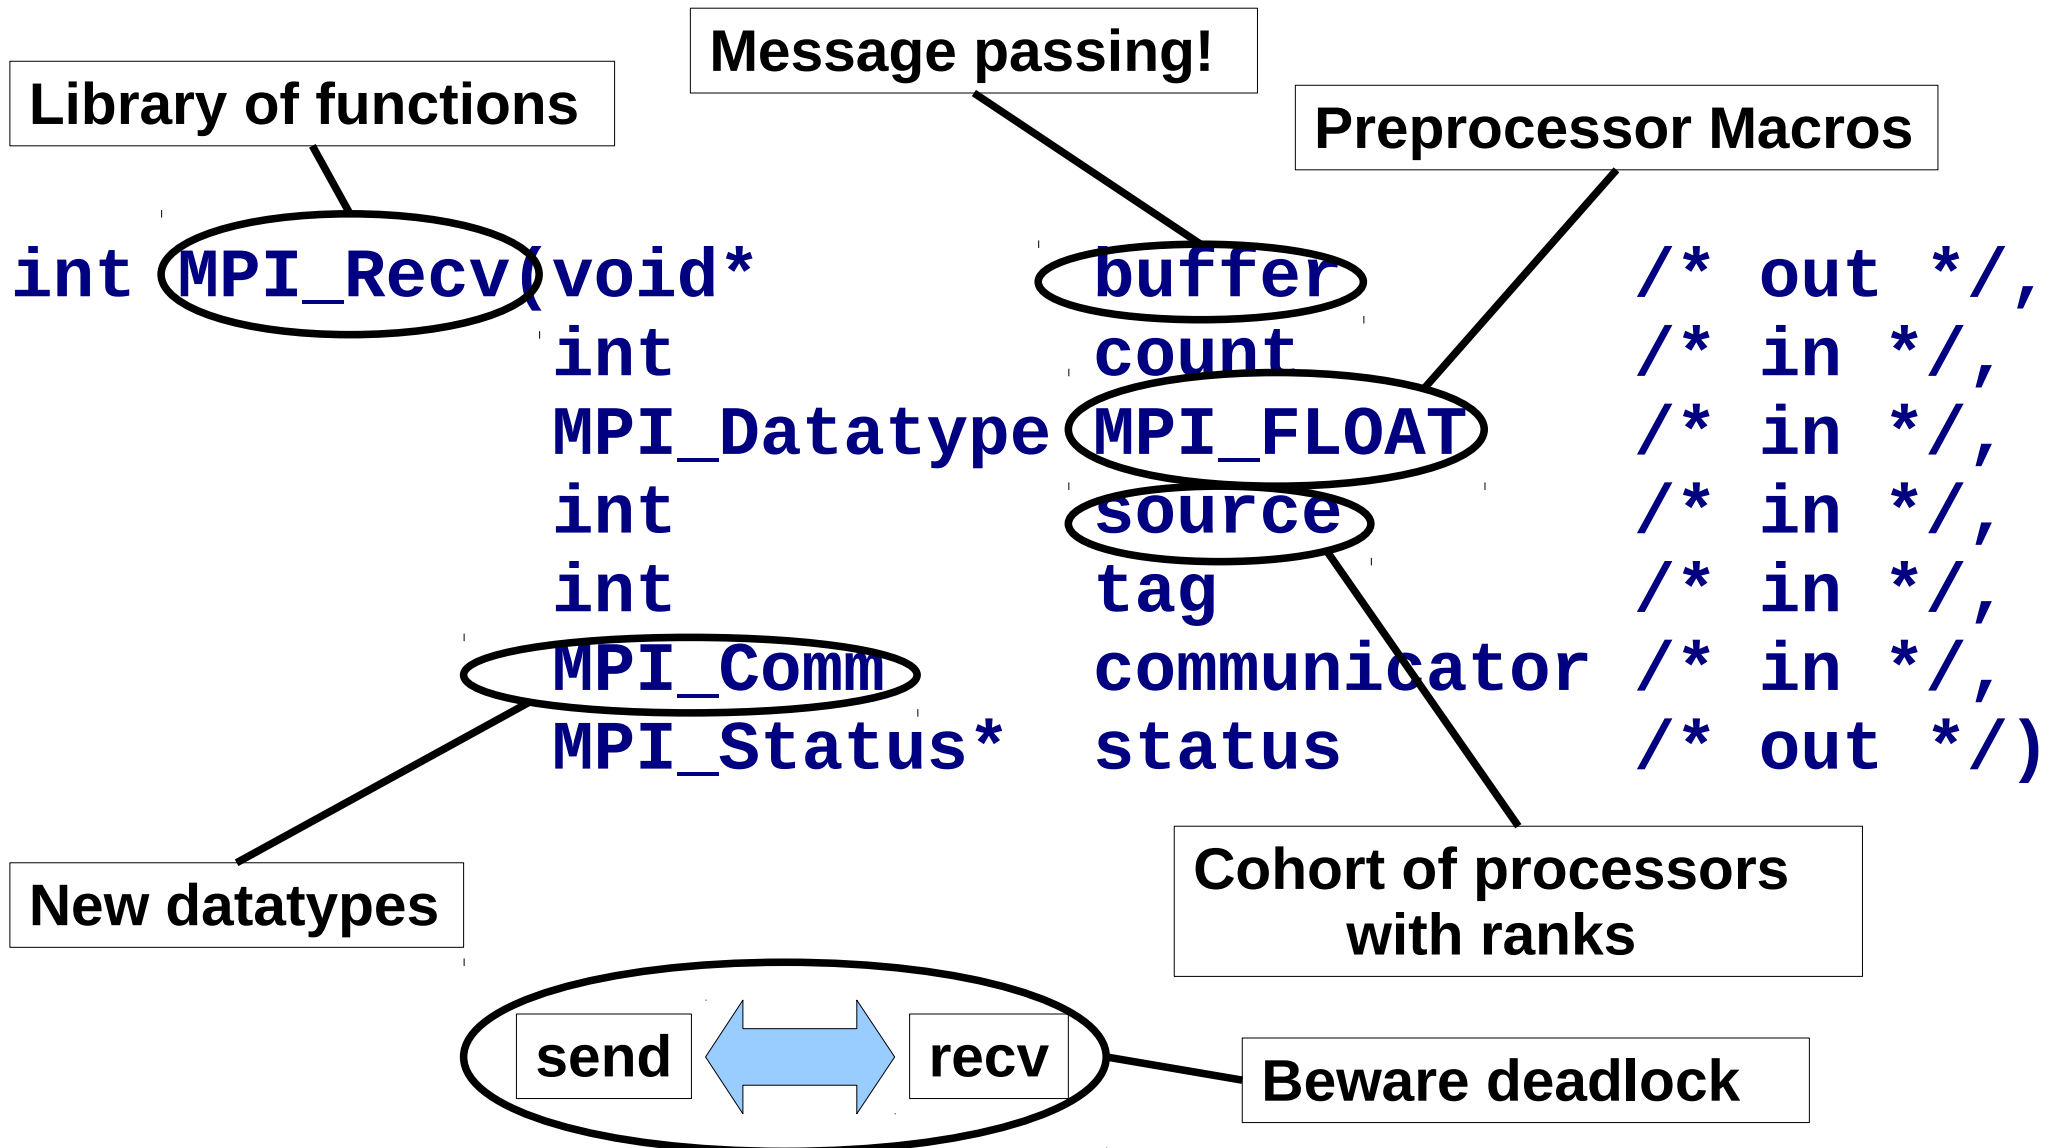 Message passing!
Library of functions
Preprocessor Macros
int MPI_Recv(void* buffer /* out */,
int count /* in */,
MPI_Datatype MPI_FLOAT /* in */,
int source /* in */,
int tag /* in */,
MPI_Comm communicator /* in */,
MPI_Status* status /* out */)
New datatypes
Cohort of processors
with ranks
send recv
Beware deadlock